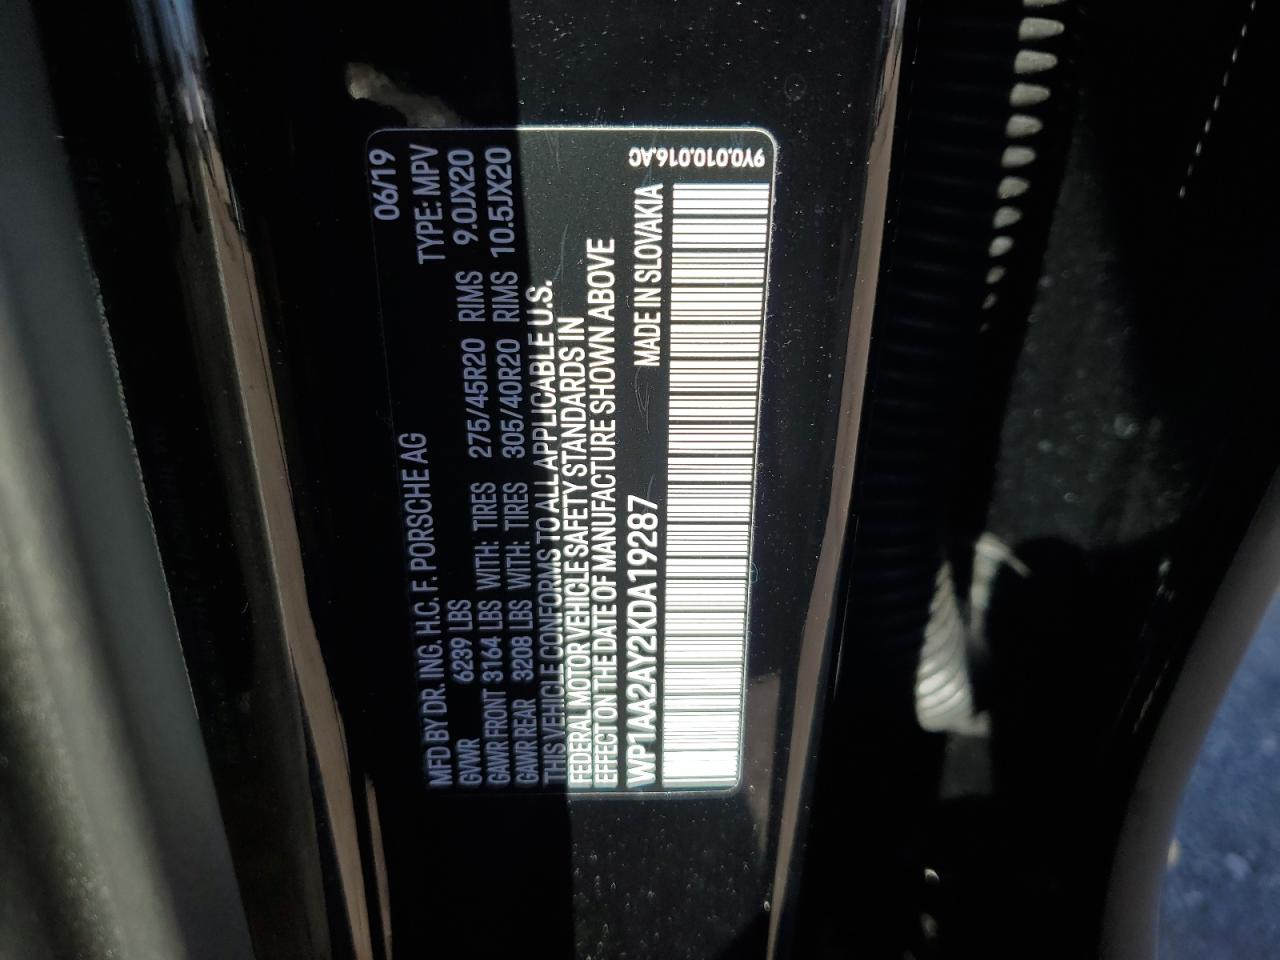 MFD BY DR. ING. H.C. F. PORSCHE AG 06/19
GVWR 6239 LBS TYPE: MPV
GAWR FRONT 3164 LBS WITH: TIRES 275/45R20 RIMS 9.0JX20
GAWR REAR 3208 LBS WITH: TIRES 305/40R20 RIMS 10.5JX20
THIS VEHICLE CONFORMS TO ALL APPLICABLE U.S.
FEDERAL MOTOR VEHICLE SAFETY STANDARDS IN
EFFECT ON THE DATE OF MANUFACTURE SHOWN ABOVE
WP1AA2AY2KDA19287 MADE IN SLOVAKIA
9Y0.010.016.AC